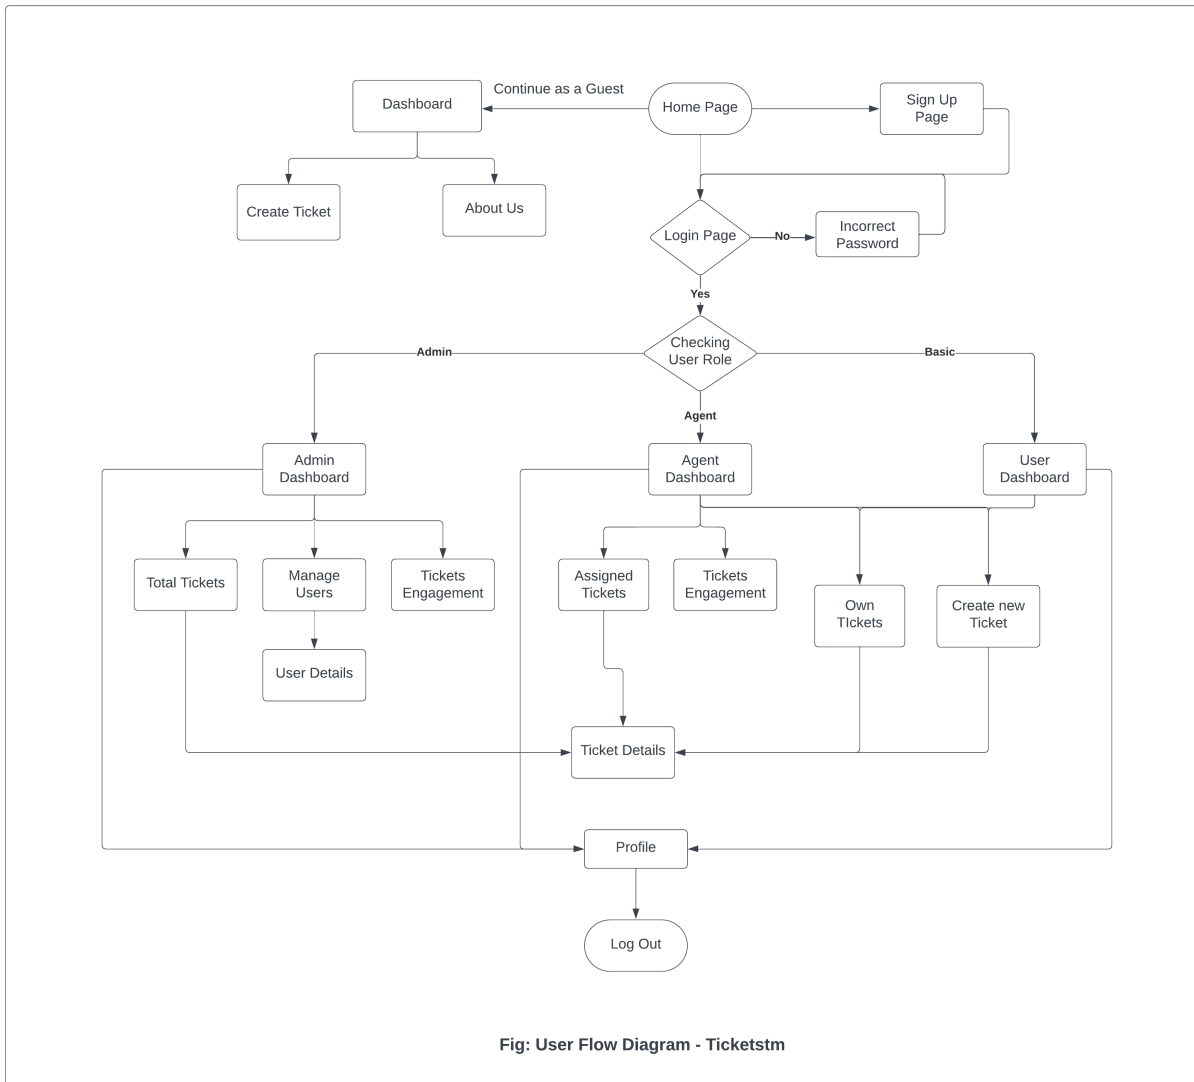 Continue as a Guest
Dashboard
Home Page
Sign Up
Page
Create Ticket
About Us
Login Page
No
Incorrect
Password
Yes
Checking
User Role
Admin
Basic
Agent
Admin
Dashboard
Agent
Dashboard
User
Dashboard
Total Tickets
Manage
Users
Tickets
Engagement
Assigned
Tickets
Tickets
Engagement
Own
TIckets
Create new
Ticket
User Details
Ticket Details
Profile
Log Out
Fig: User Flow Diagram - Ticketstm